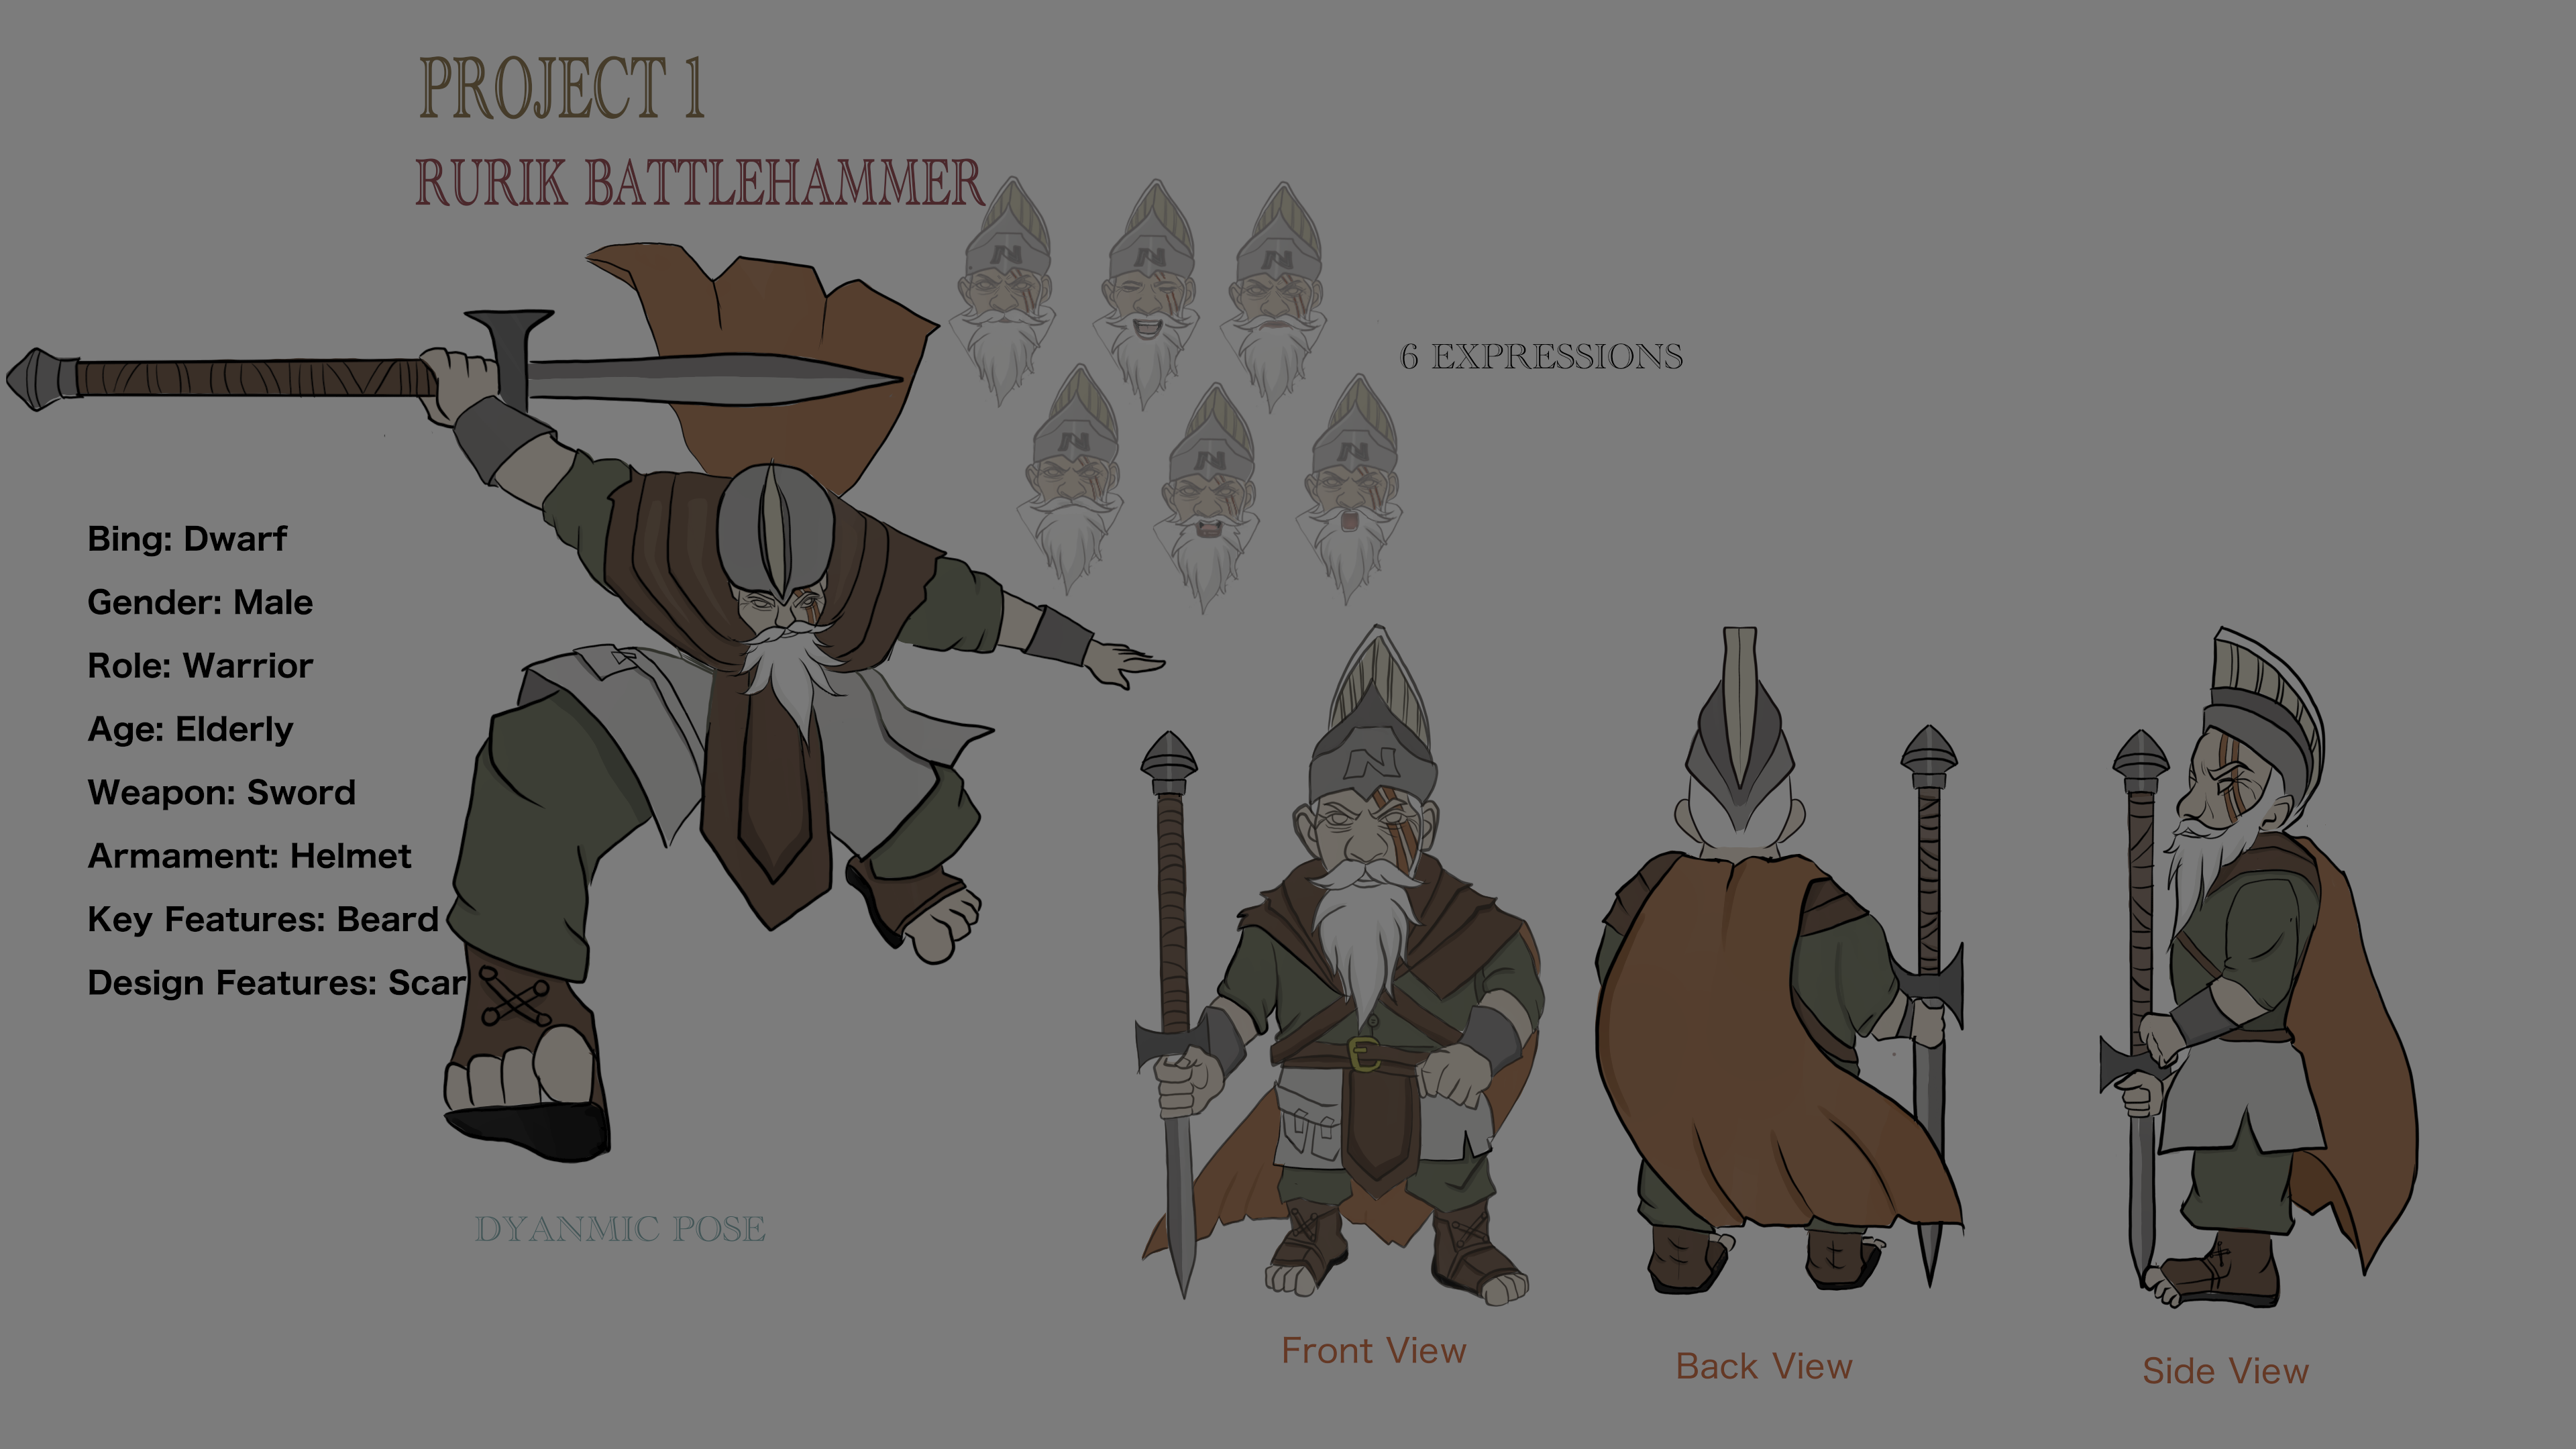 PROJECT 1
RURIK BATTLEHAMMER
6 EXPRESSIONS
Bing: Dwarf
Gender: Male
Role: Warrior
Age: Elderly
Weapon: Sword
Armament: Helmet
Key Features: Beard
Design Features: Scar
N
N
N
N
N
N
N
DYANMIC POSE
Front View
Back View
Side View